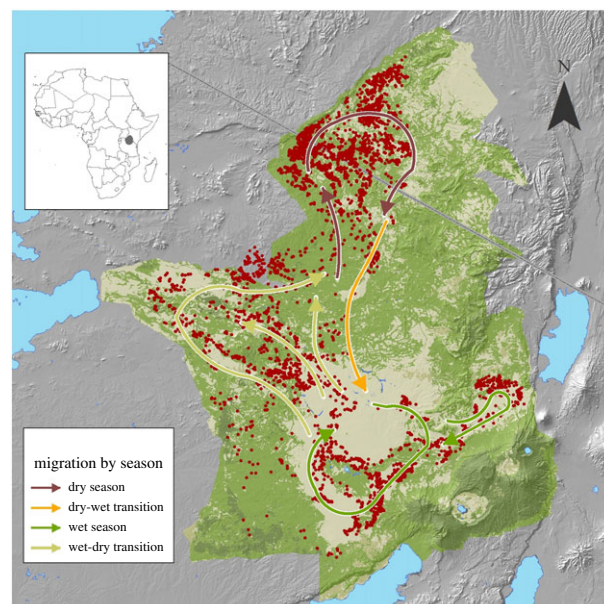 N
migration by season
dry season
dry–wet transition
wet season
wet–dry transition